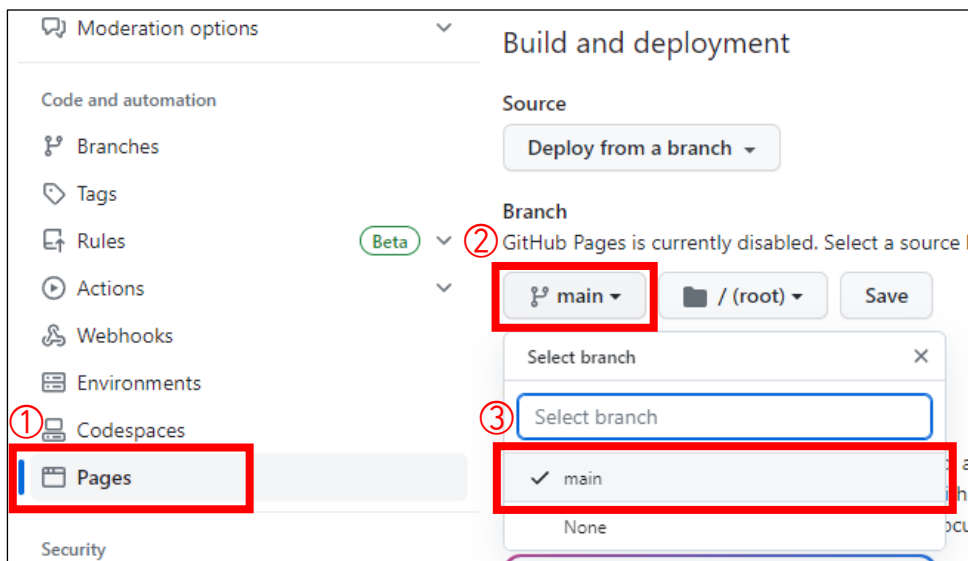 Moderation options
Code and automation
Branches
Tags
Rules Beta
Actions
Webhooks
Environments
① Codespaces
Pages
Security
Build and deployment
Source
Deploy from a branch
Branch
② GitHub Pages is currently disabled. Select a source
main / (root) Save
Select branch
③ Select branch
main
None